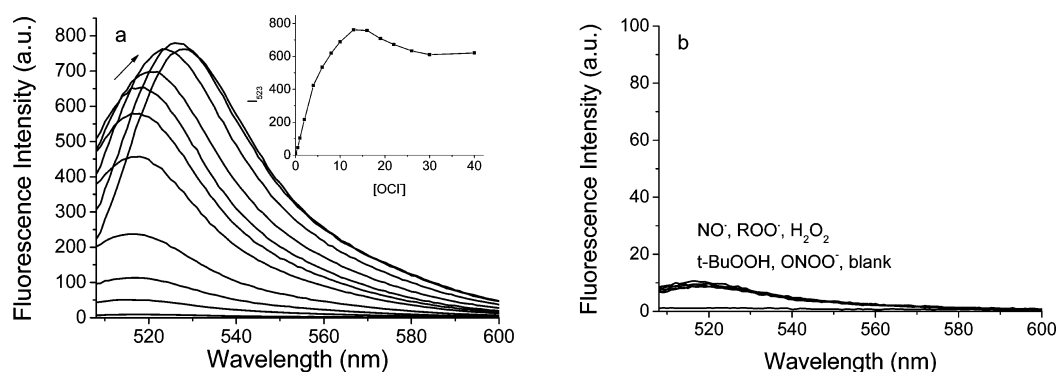 a
Fluorescence Intensity (a.u.)
800
700
600
500
400
300
200
100
0
520 540 560 580 600
Wavelength (nm)
I523
800
600
400
200
0
0 10 20 30 40
[OCl-]
b
Fluorescence Intensity (a.u.)
100
80
60
40
20
0
NO·, ROO·, H2O2
t-BuOOH, ONOO-, blank
520 540 560 580 600
Wavelength (nm)